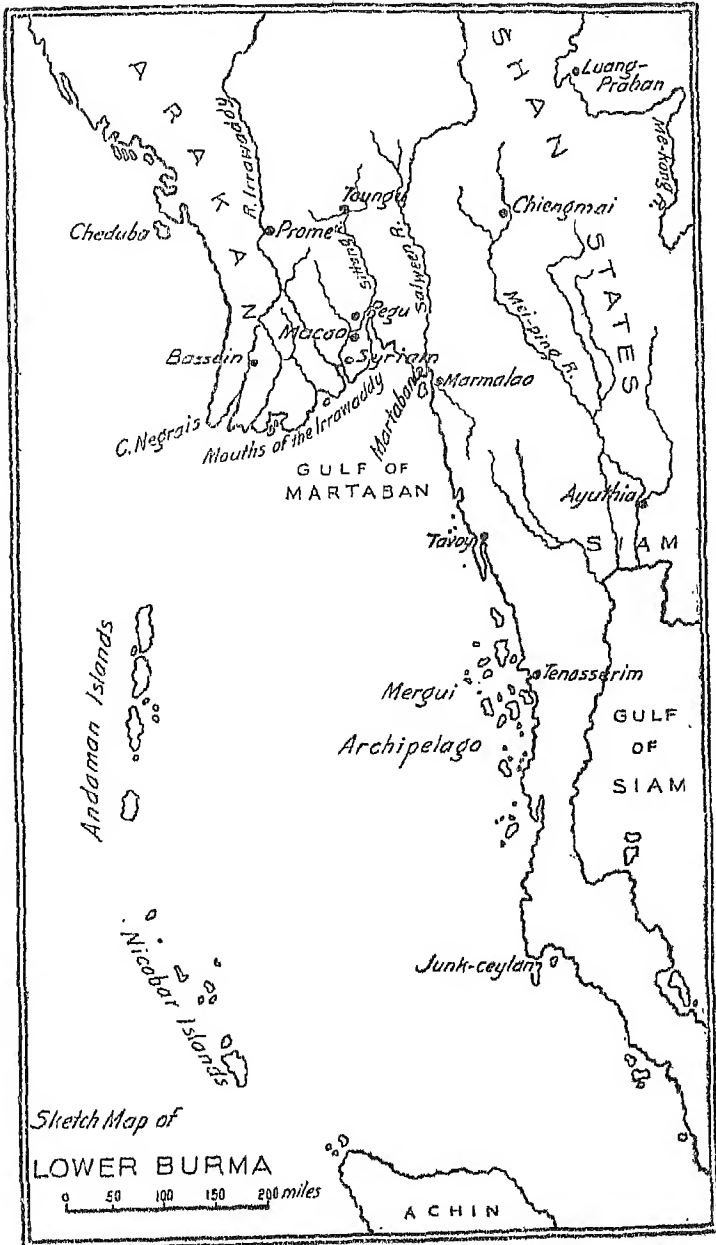 ARAKAN
SHAN
STATES
Luang-
Praban
Me-kong R.
R. Irrawaddy
Toungu
Chiengmai
Cheduba
Prome
Sittang
Salween R.
Pegu
Macao
Mei-ping R.
Bassein
Syriam
Marmalao
Martaban
C. Negrais
Mouths of the Irrawaddy
GULF OF
MARTABAN
Ayuthia
Tavoy
SIAM
Andaman Islands
Tenasserim
Mergui
Archipelago
GULF
OF
SIAM
Nicobar Islands
Junk-ceylan
Sketch Map of
LOWER BURMA
0 50 100 150 200 miles
ACHIN